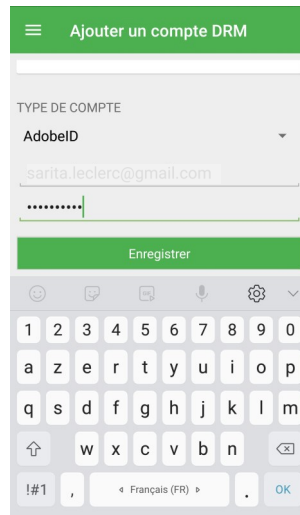 Ajouter un compte DRM
TYPE DE COMPTE
AdobeID
sarita.leclerc@gmail.com
••••••••••
Enregistrer
1 2 3 4 5 6 7 8 9 0
a z e r t y u i o p
q s d f g h j k l m
w x c v b n
!#1 , Français (FR) . OK